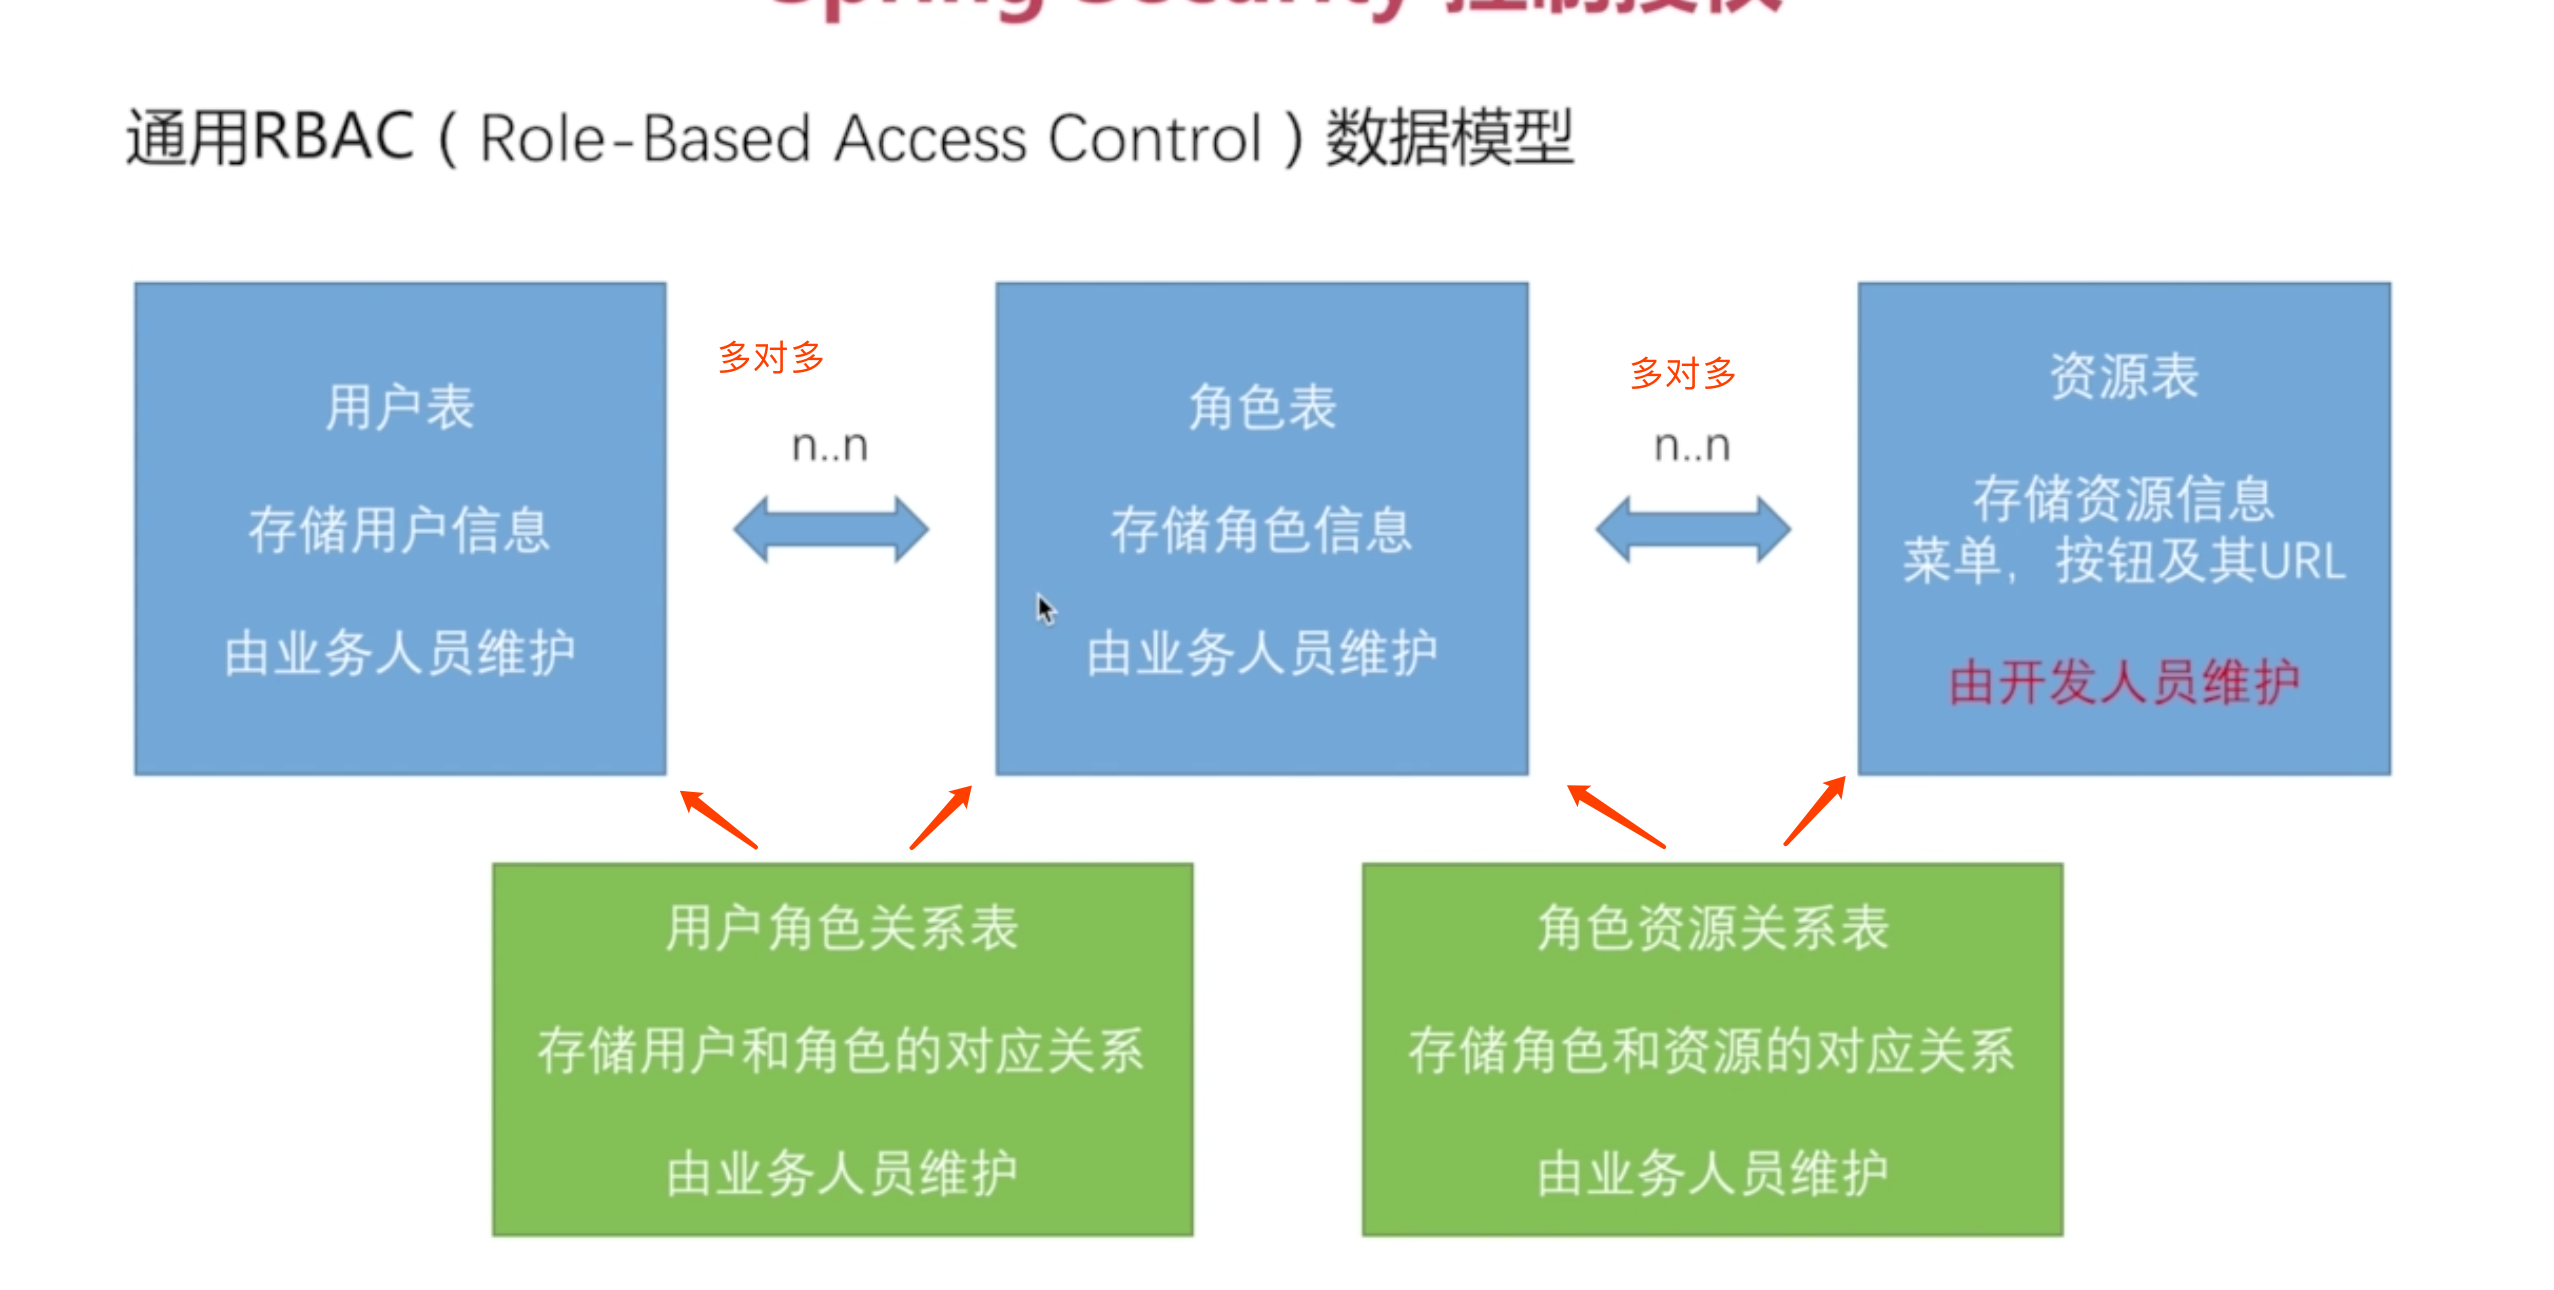 Spring Security 控制授权
通用RBAC（Role-Based Access Control）数据模型
用户表
存储用户信息
由业务人员维护
多对多
n..n
角色表
存储角色信息
由业务人员维护
多对多
n..n
资源表
存储资源信息
菜单，按钮及其URL
由开发人员维护
用户角色关系表
存储用户和角色的对应关系
由业务人员维护
角色资源关系表
存储角色和资源的对应关系
由业务人员维护